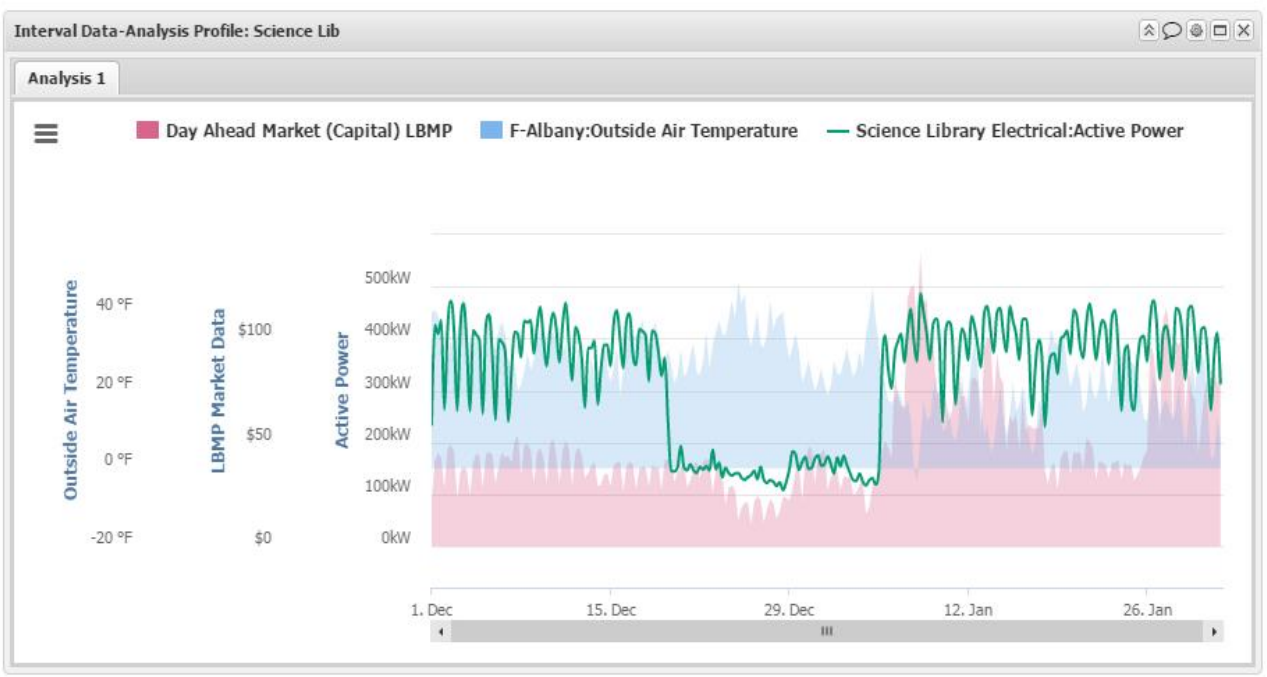 Interval Data-Analysis Profile: Science Lib
Analysis 1
Day Ahead Market (Capital) LBMP
F-Albany:Outside Air Temperature
Science Library Electrical:Active Power
Outside Air Temperature
40 °F
20 °F
0 °F
-20 °F
LBMP Market Data
$100
$50
$0
Active Power
500kW
400kW
300kW
200kW
100kW
0kW
1. Dec
15. Dec
29. Dec
12. Jan
26. Jan